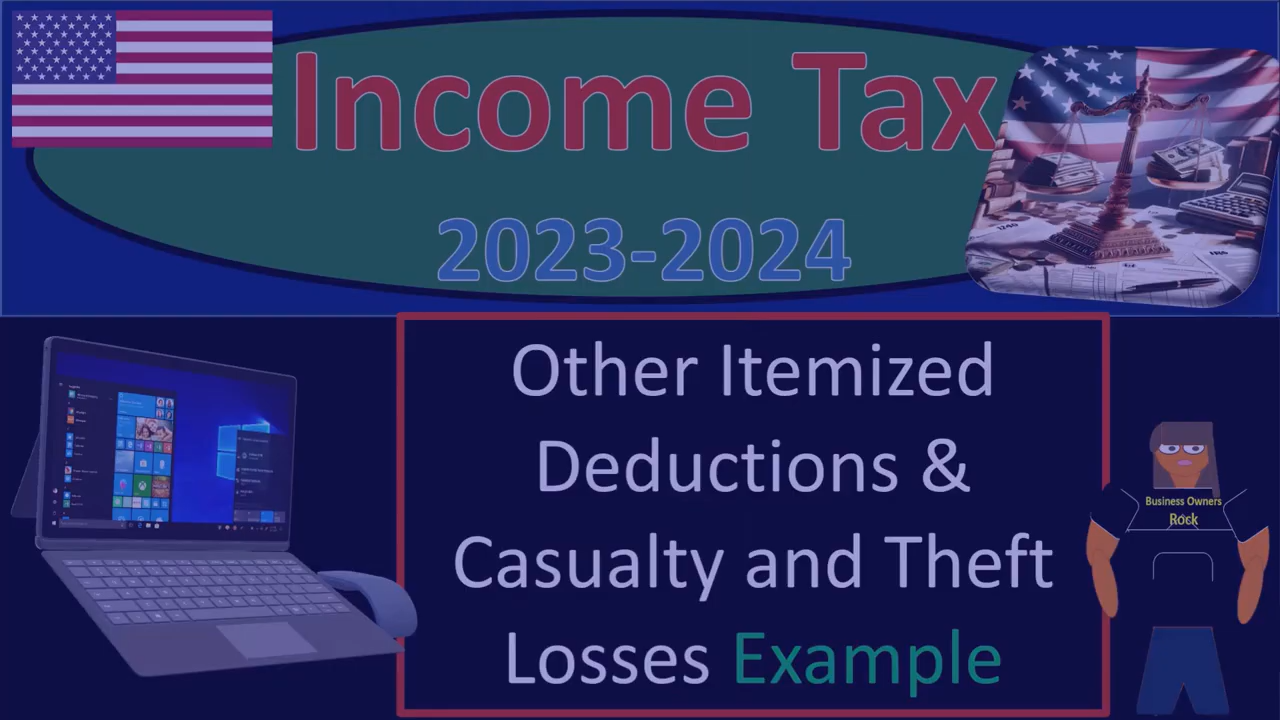 Income Tax
2023-2024
Other Itemized
Deductions &
Casualty and Theft
Losses Example
Business Owners
Rock